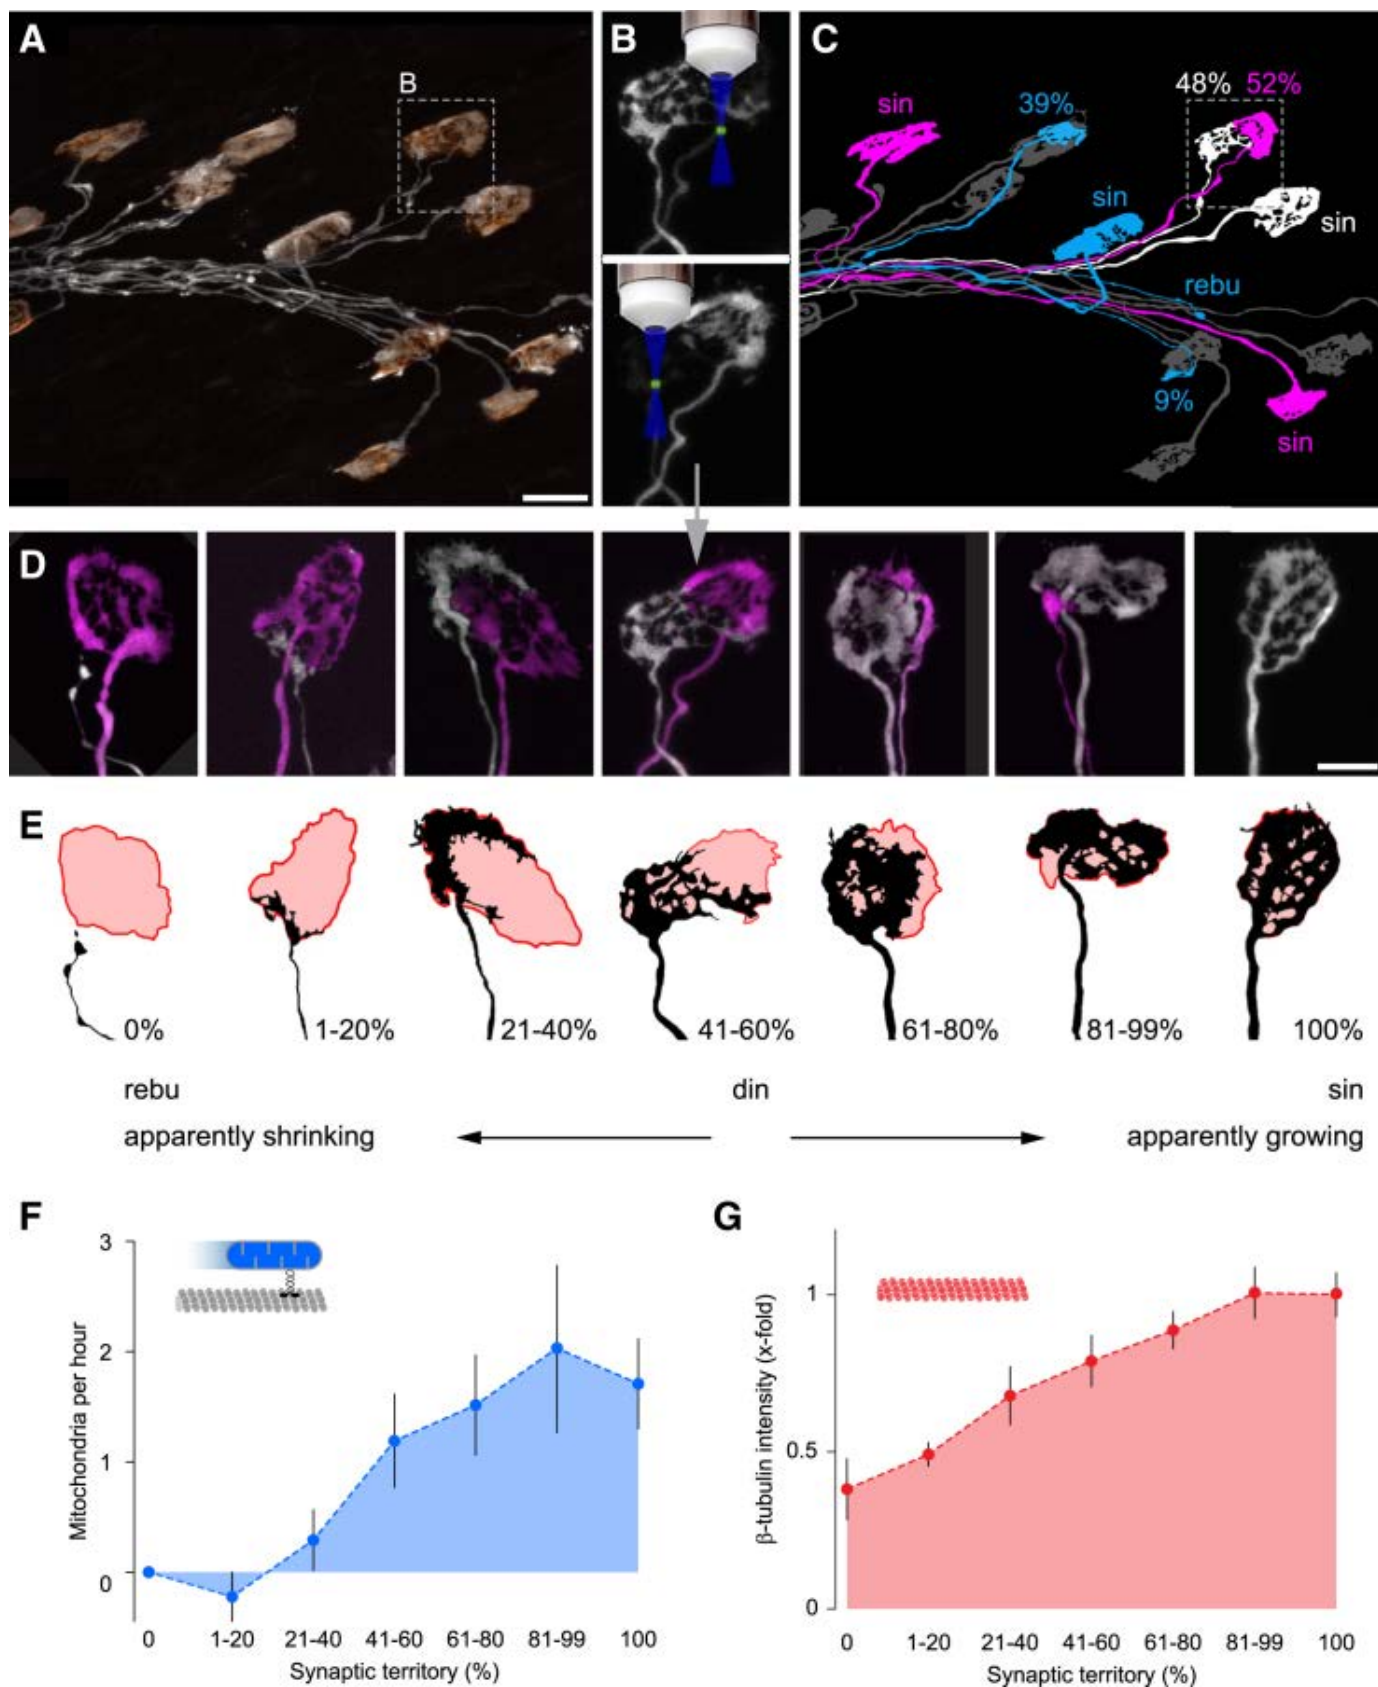 A
B
B
C
sin
39%
48%
52%
sin
sin
rebu
9%
sin
D
E
0%
1-20%
21-40%
41-60%
61-80%
81-99%
100%
rebu
din
sin
apparently shrinking
apparently growing
F
G
3
2
1
0
Mitochondria per hour
0
1-20
21-40
41-60
61-80
81-99
100
Synaptic territory (%)
1
0.5
0
β-tubulin intensity (x-fold)
0
1-20
21-40
41-60
61-80
81-99
100
Synaptic territory (%)